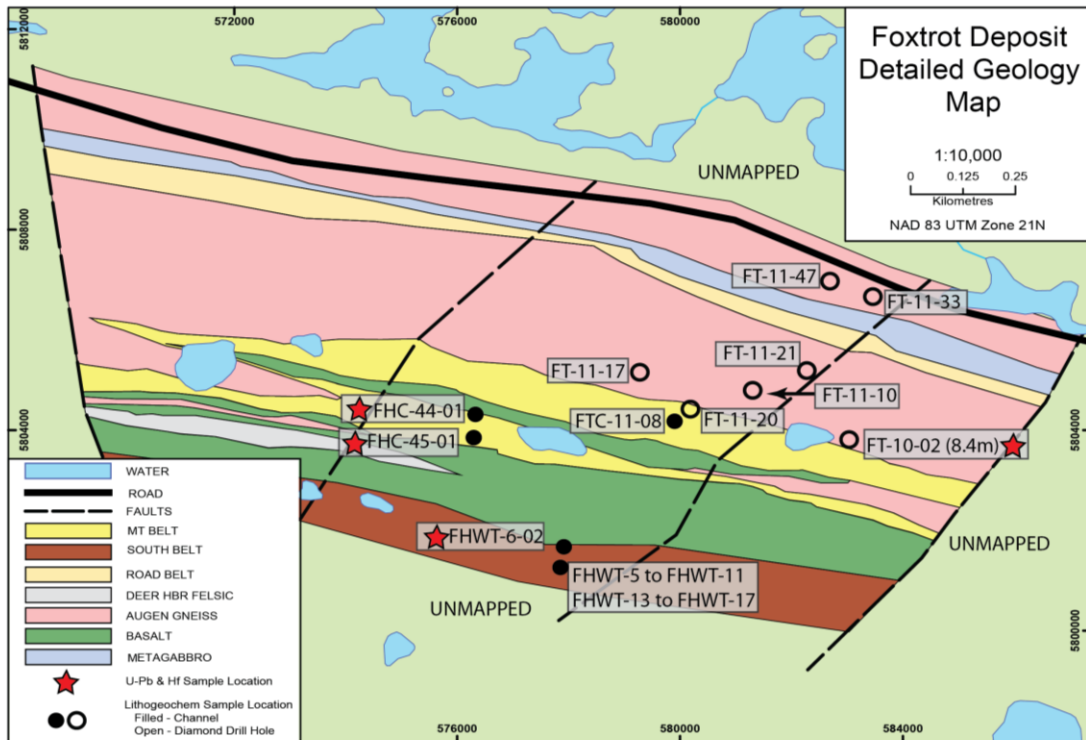 572000
576000
580000
5812000
Foxtrot Deposit
Detailed Geology
Map
1:10,000
0 0.125 0.25
Kilometres
NAD 83 UTM Zone 21N
UNMAPPED
5808000
5808000
FT-11-47
FT-11-33
FT-11-21
FT-11-17
FT-11-10
FHC-44-01
FTC-11-08
FT-11-20
5804000
5804000
FHC-45-01
FT-10-02 (8.4m)
WATER
ROAD
FAULTS
MT BELT
SOUTH BELT
ROAD BELT
DEER HBR FELSIC
AUGEN GNEISS
BASALT
METAGABBRO
U-Pb & Hf Sample Location
Lithogeochem Sample Location
Filled - Channel
Open - Diamond Drill Hole
FHWT-6-02
UNMAPPED
FHWT-5 to FHWT-11
FHWT-13 to FHWT-17
UNMAPPED
5800000
576000
580000
584000